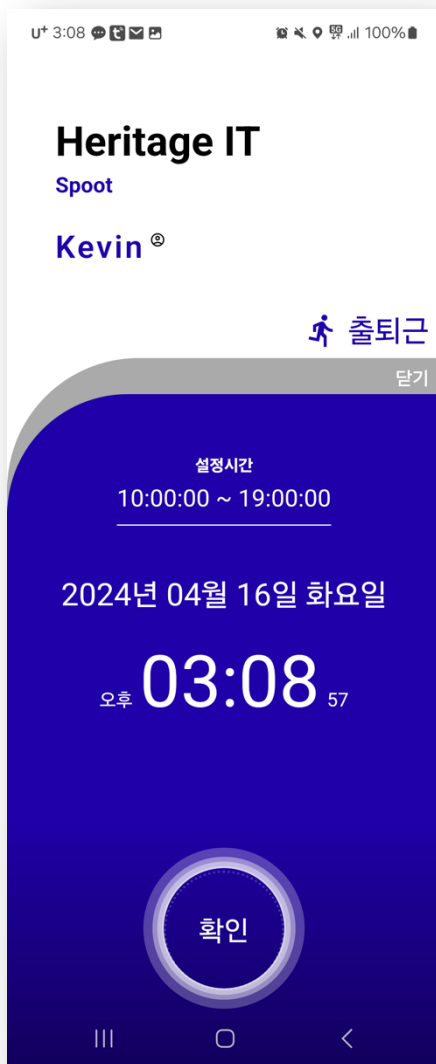 U+ 3:08 5G 100%
Heritage IT
Spoot
Kevin
출퇴근
닫기
설정시간
10:00:00 ~ 19:00:00
2024년 04월 16일 화요일
오후 03:08 57
확인